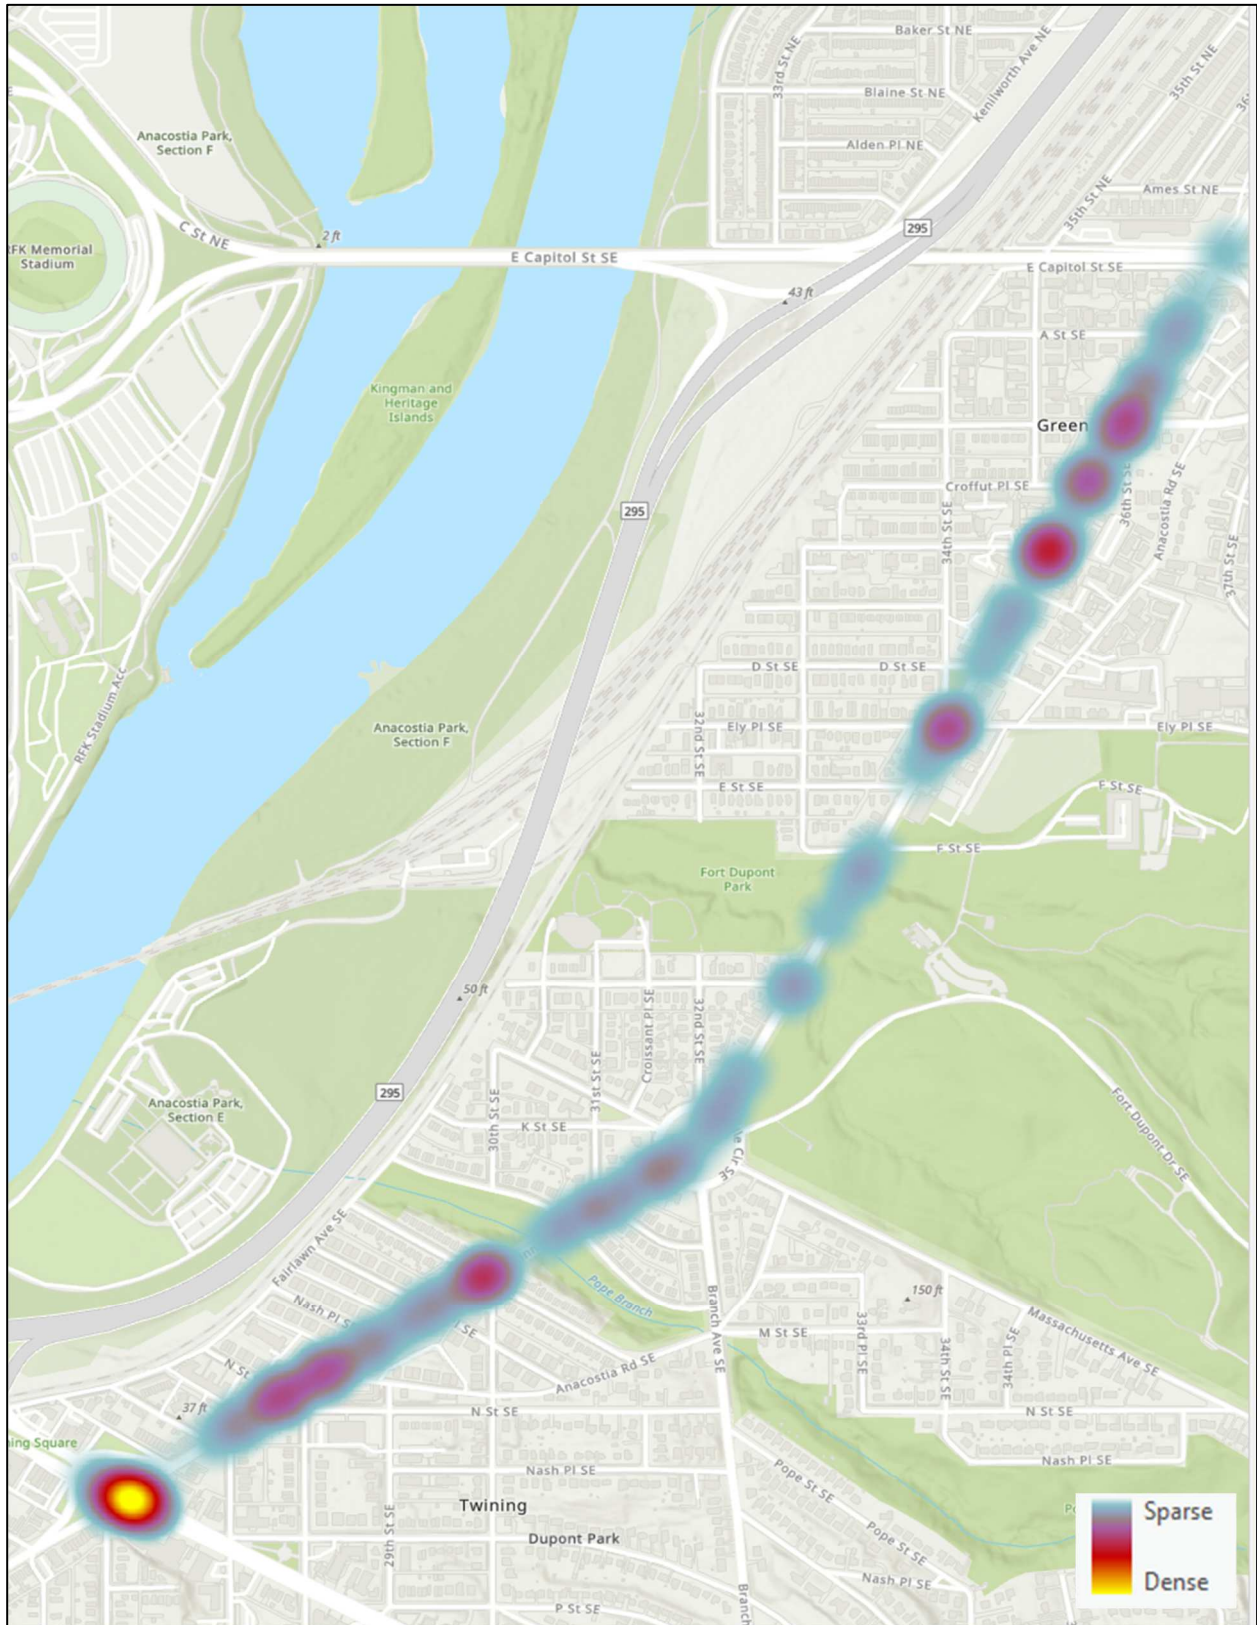 Baker St NE
33rd St NE
Kenilworth Ave NE
35th St NE
Blaine St NE
Anacostia Park,
Section F
Alden Pl NE
Ames St NE
35th St NE
C St NE
2 ft
295
RFK Memorial
Stadium
E Capitol St SE
E Capitol St SE
43 ft
A St SE
Kingman and
Heritage
Islands
Green
Croffut Pl SE
36th St SE
Anacostia Rd SE
295
34th St SE
37th St SE
D St SE
D St SE
RFK Stadium Acc
32nd St SE
Anacostia Park,
Section F
Ely Pl SE
Ely Pl SE
E St SE
F St SE
F St SE
Fort Dupont
Park
50 ft
Croissant Pl SE
32nd St SE
31st St SE
295
Anacostia Park,
Section E
30th St SE
K St SE
Fort Dupont Dr SE
Cir SE
Fairlawn Ave SE
Pope Branch
Branch Ave SE
150 ft
Nash Pl S
l SE
M St SE
33rd Pl SE
34th St SE
34th Pl SE
Massachusetts Ave SE
N St
Anacostia Rd SE
37 ft
N St SE
N St SE
ning Square
Nash Pl SE
Nash Pl SE
Pope St SE
Twining
Dupont Park
29th St SE
Pope St SE
Nash Pl SE
P St SE
Branch
Po
Sparse
Dense